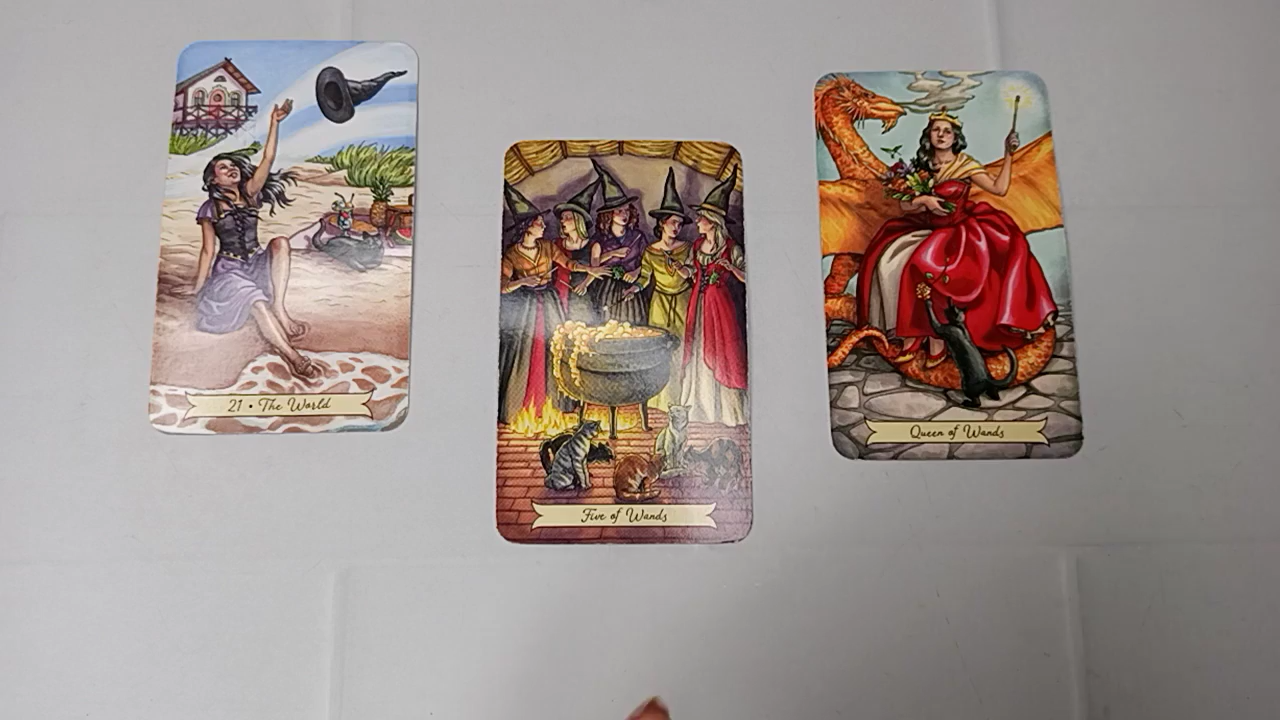 21 • The World
Five of Wands
Queen of Wands